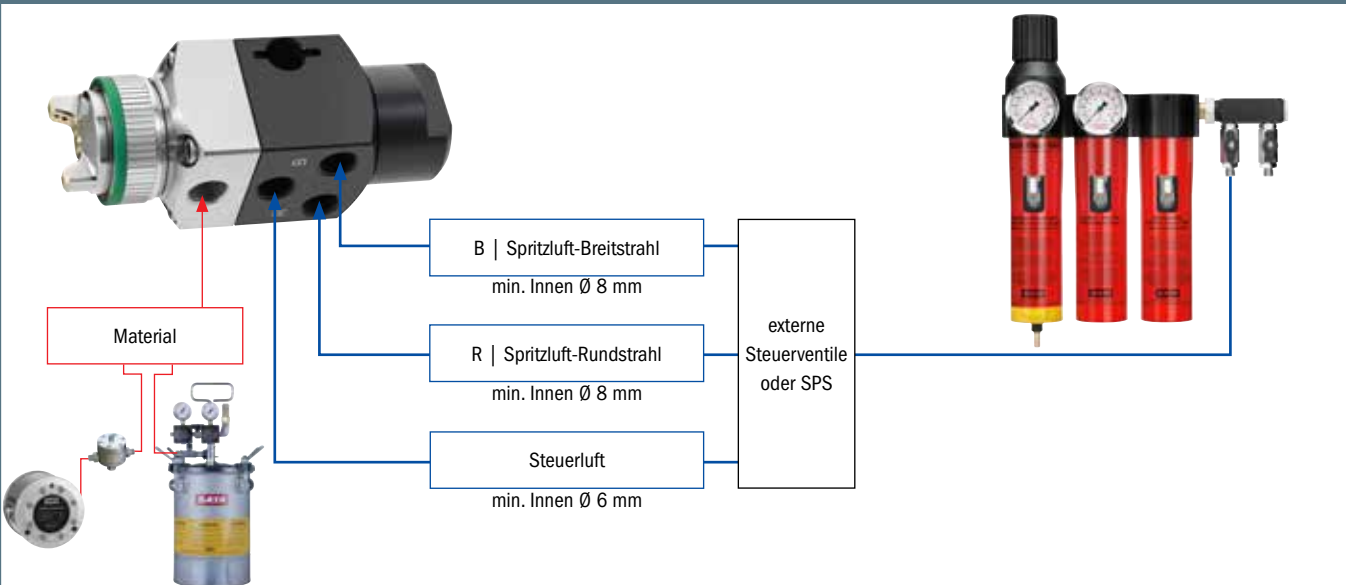 B | Spritzluft-Breitstrahl
min. Innen Ø 8 mm
Material
R | Spritzluft-Rundstrahl
min. Innen Ø 8 mm
externe
Steuerventile
oder SPS
Steuerluft
min. Innen Ø 6 mm
SATA